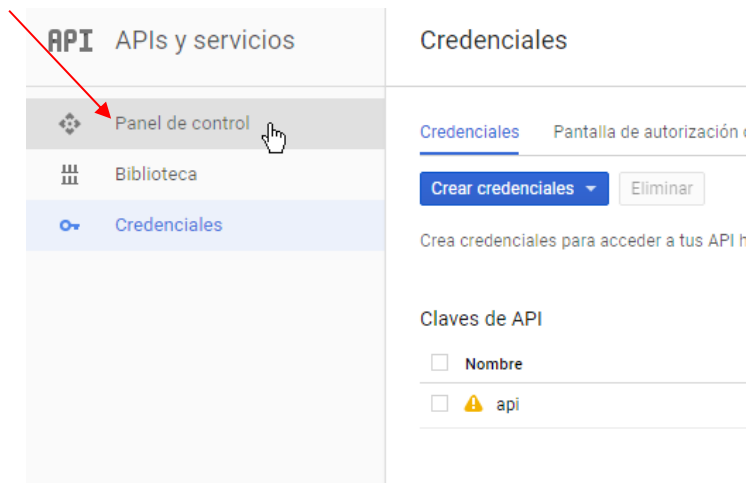 API APIs y servicios
Panel de control
Biblioteca
Credenciales
Credenciales
Credenciales Pantalla de autorización
Crear credenciales Eliminar
Crea credenciales para acceder a tus API
Claves de API
Nombre
api